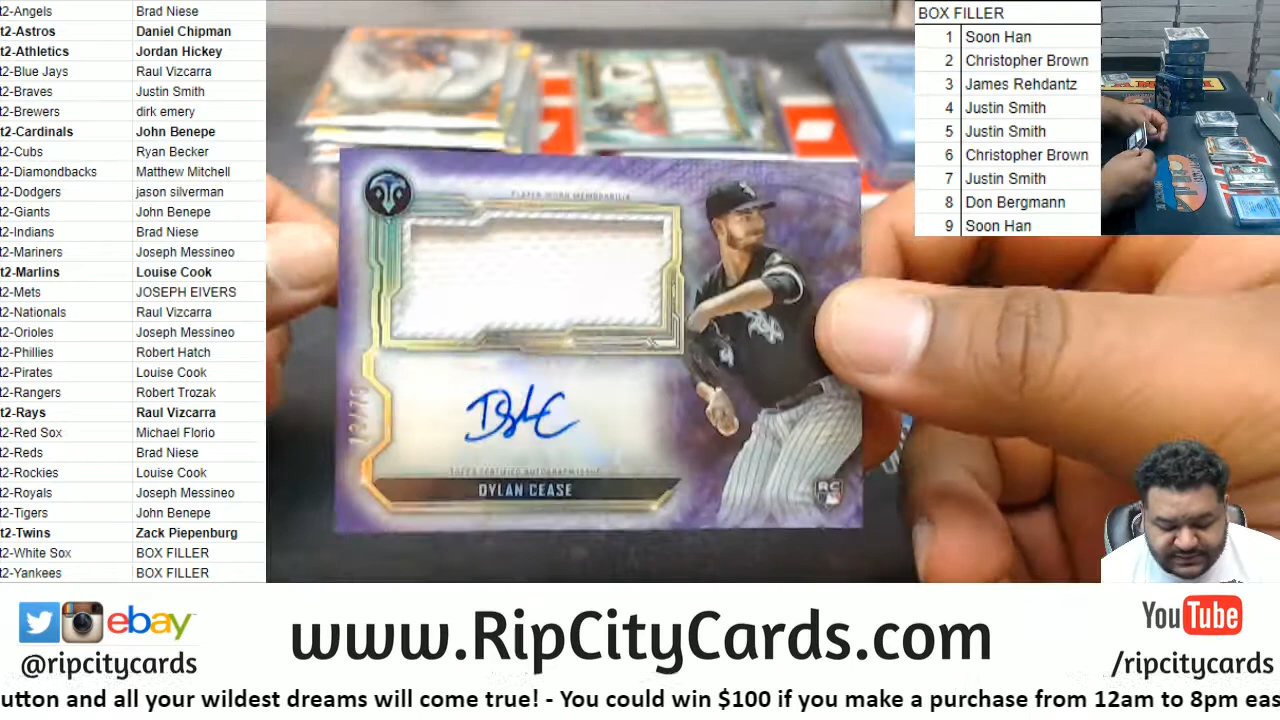 t2-Angels Brad Niese
t2-Astros Daniel Chipman
t2-Athletics Jordan Hickey
t2-Blue Jays Raul Vizcarra
t2-Braves Justin Smith
t2-Brewers dirk emery
t2-Cardinals John Benepe
t2-Cubs Ryan Becker
t2-Diamondbacks Matthew Mitchell
t2-Dodgers jason silverman
t2-Giants John Benepe
t2-Indians Brad Niese
t2-Mariners Joseph Messineo
t2-Marlins Louise Cook
t2-Mets JOSEPH EIVERS
t2-Nationals Raul Vizcarra
t2-Orioles Joseph Messineo
t2-Phillies Robert Hatch
t2-Pirates Louise Cook
t2-Rangers Robert Trozak
t2-Rays Raul Vizcarra
t2-Red Sox Michael Florio
t2-Reds Brad Niese
t2-Rockies Louise Cook
t2-Royals Joseph Messineo
t2-Tigers John Benepe
t2-Twins Zack Piepenburg
t2-White Sox BOX FILLER
t2-Yankees BOX FILLER
PLAYER-WORN MEMORABILIA
Sox
TOPPS CERTIFIED AUTOGRAPH ISSUE
DYLAN CEASE
RC
BOX FILLER
1 Soon Han
2 Christopher Brown
3 James Rehdantz
4 Justin Smith
5 Justin Smith
6 Christopher Brown
7 Justin Smith
8 Don Bergmann
9 Soon Han
ebay
@ripcitycards
www.RipCityCards.com
YouTube
/ripcitycards
utton and all your wildest dreams will come true! - You could win $100 if you make a purchase from 12am to 8pm eas